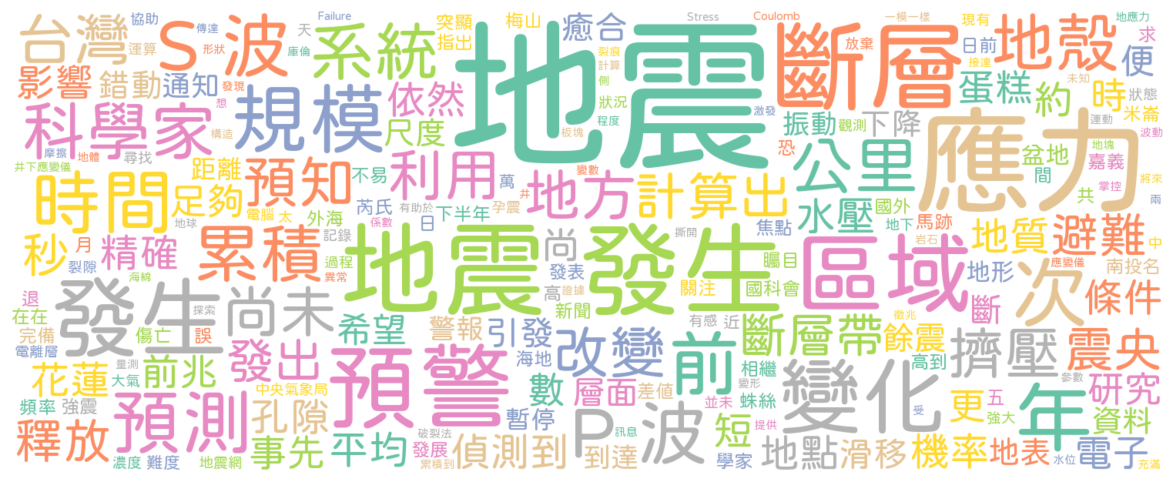 地震
斷層
應力
地震發生
預警
變化
區域
年
次
系統
S波
P波
台灣
地殼
科學家
規模
時間
累積
發生
尚未
預測
預知
利用
地方
計算出
公里
水壓
改變
前
斷層帶
擠壓
震央
避難
條件
地質
研究
資料
電子
機率
地表
滑移
地點
更
短
數
層面
引發
警報
希望
發出
前兆
花蓮
釋放
孔隙
事先
平均
偵測到
到達
暫停
精確
秒
足夠
距離
影響
錯動
通知
依然
尺度
癒合
梅山
突顯
指出
協助
運算
傳達
形狀
庫倫
天
發現
想
構造
Failure
Stress
Coulomb
放棄
一模一樣
現有
日前
接連
地應力
求
便
時
約
蛋糕
狀態
米崙
運動
波動
振動
觀測
下降
恐
盆地
間
嘉義
地塊
掌控
將來
共
兩
裂痕
計算
側
狀況
程度
激發
板塊
未知
變數
萬
井
不易
芮氏
有助於
孕震
下半年
日
係數
外海
記錄
電腦
太
地球
摩擦
地體
尋找
井下應變儀
月
裂隙
海綿
過程
異常
尚
發表
高
證據
新聞
撕開
矚目
關注
國科會
焦點
國外
地下
馬跡
岩石
應變儀
中
地形
斷
南投名
徵兆
餘震
有感
近
相繼
高到
海地
差值
變形
蛛絲
並未
提供
學家
參數
五
強大
受
水位
充滿
退
在在
完備
探索
傷亡
誤
電離層
量測
大氣
中央氣象局
頻率
強震
濃度
難度
地震網
發展
破裂法
累積到
訊息